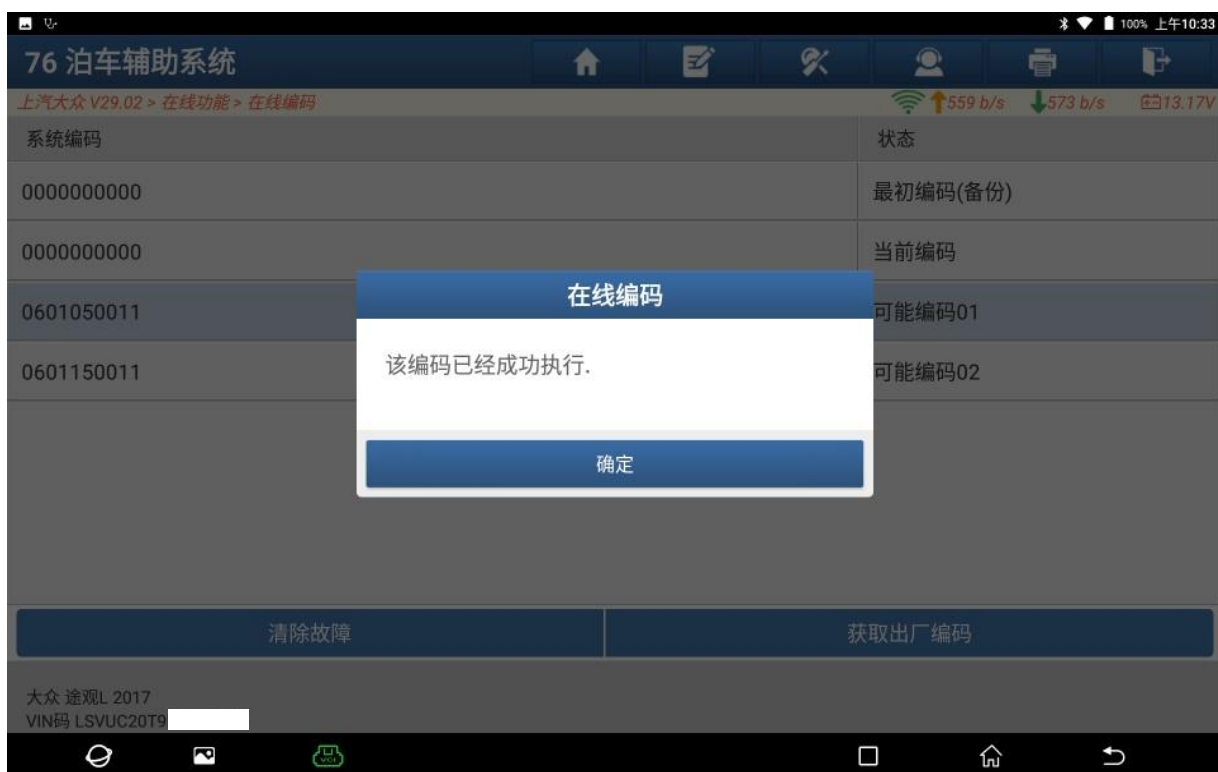 100% 上午10:33
76 泊车辅助系统
上汽大众 V29.02 > 在线功能 > 在线编码 559 b/s 573 b/s 13.17V
系统编码 状态
0000000000 最初编码(备份)
0000000000 当前编码
在线编码
0601050011 可能编码01
该编码已经成功执行.
0601150011 可能编码02
确定
清除故障 获取出厂编码
大众 途观L 2017
VIN码 LSVUC20T9
VCI